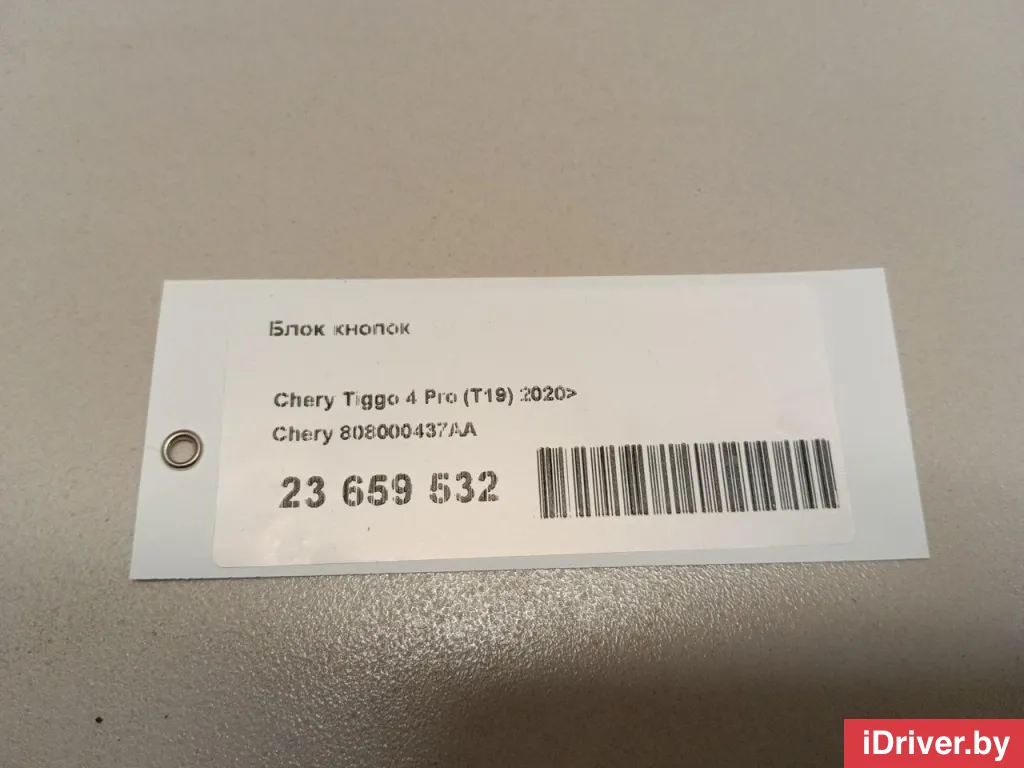 Блок кнопок
Chery Tiggo 4 Pro (T19) 2020>
Chery 808000437AA
23 659 532
iDriver.by